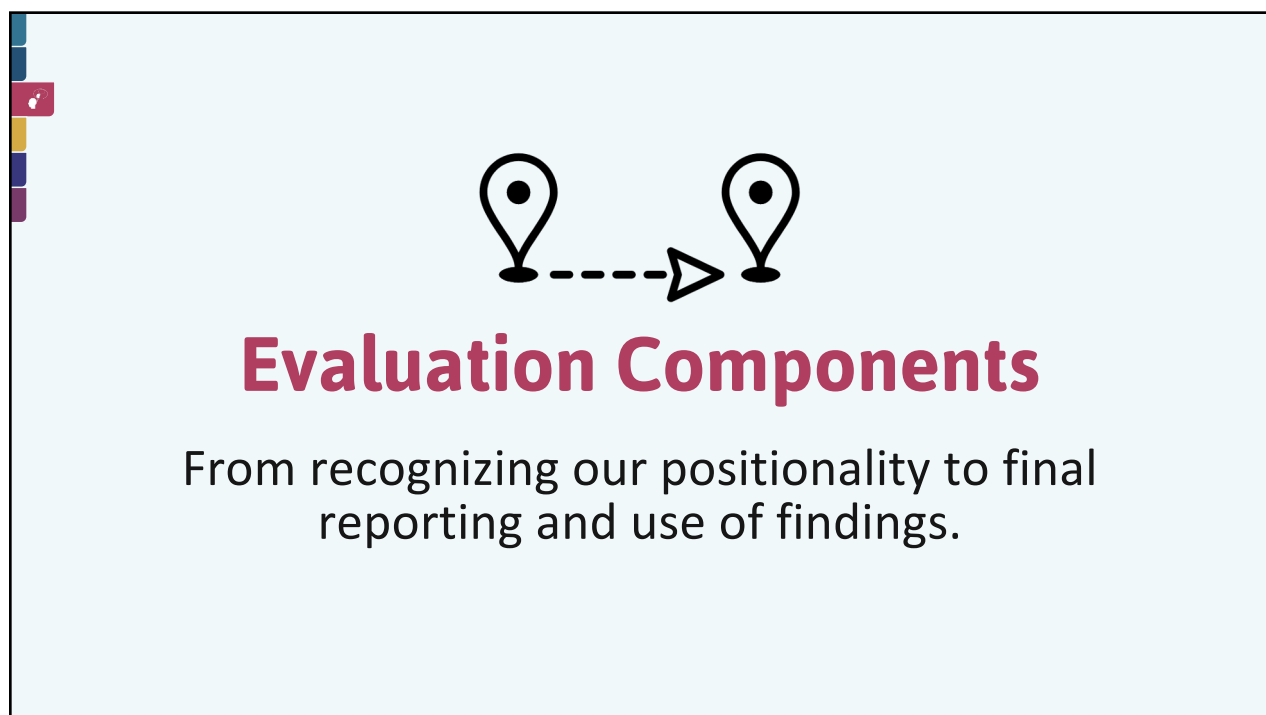 Evaluation Components
From recognizing our positionality to final
reporting and use of findings.